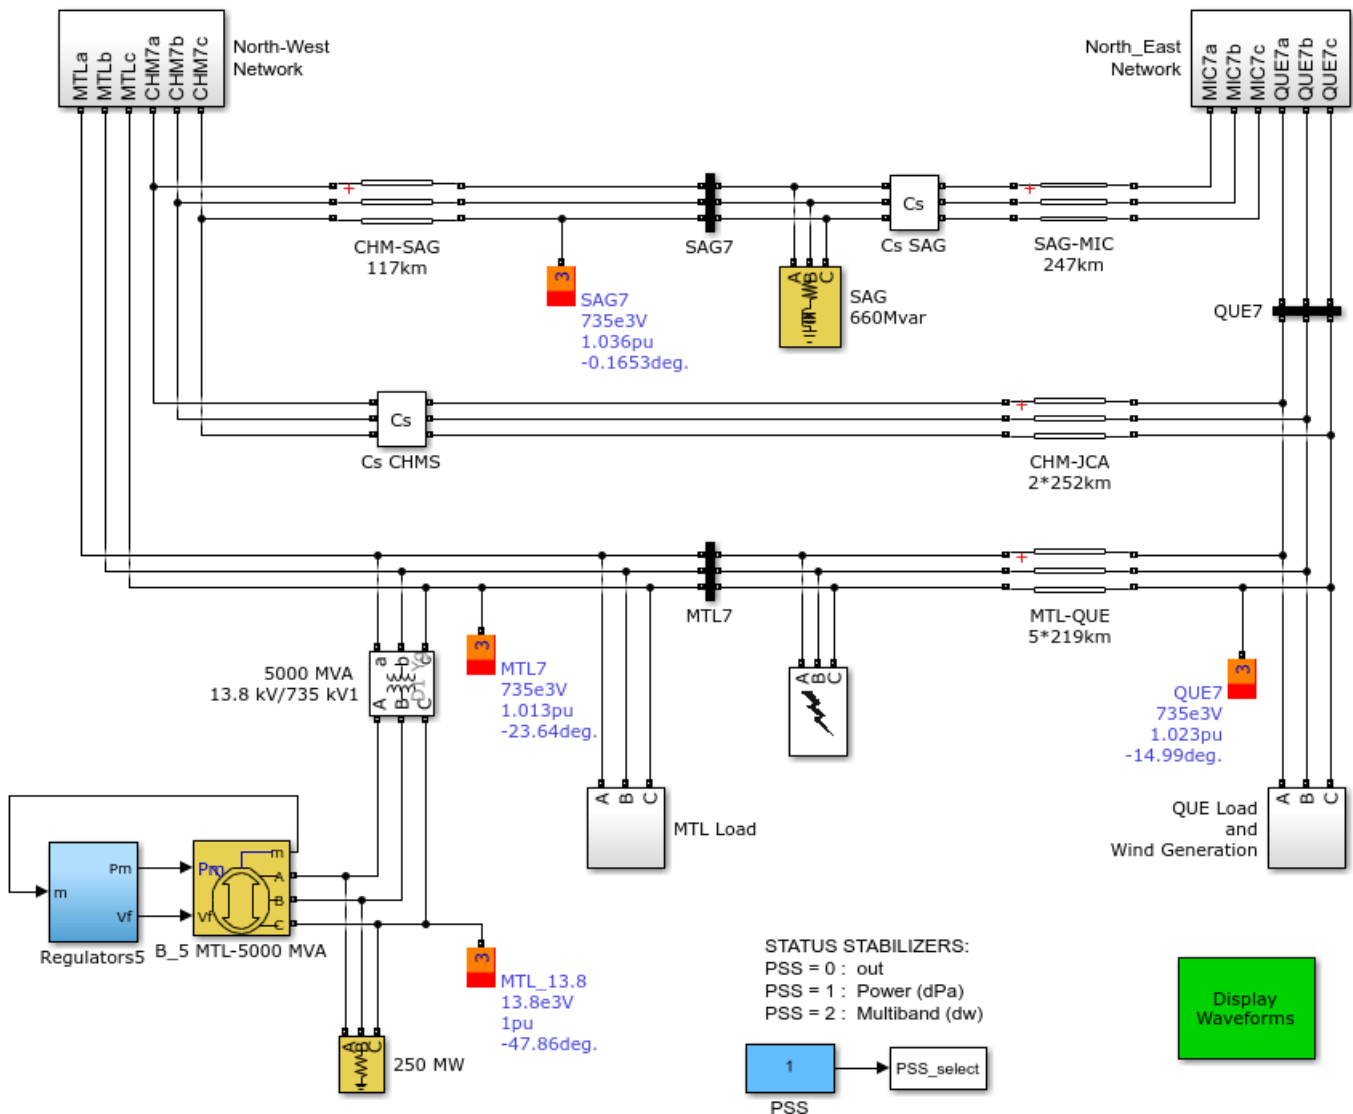 MTLa
MTLb
MTLc
CHM7a
CHM7b
CHM7c
North-West
Network
North_East
Network
MIC7a
MIC7b
MIC7c
QUE7a
QUE7b
QUE7c
CHM-SAG
117km
SAG7
Cs
Cs SAG
SAG-MIC
247km
3
SAG7
735e3V
1.036pu
-0.1653deg.
A
B
C
SAG
660Mvar
QUE7
Cs
Cs CHMS
CHM-JCA
2*252km
MTL7
MTL-QUE
5*219km
5000 MVA
13.8 kV/735 kV1
a
b
c
A
B
C
3
MTL7
735e3V
1.013pu
-23.64deg.
A
B
C
3
QUE7
735e3V
1.023pu
-14.99deg.
A
B
C
MTL Load
A
B
C
QUE Load
and
Wind Generation
m
Pm
Vf
Regulators5
Pm
Vf
m
A
B
C
B_5 MTL-5000 MVA
3
MTL_13.8
13.8e3V
1pu
-47.86deg.
A
B
C
250 MW
STATUS STABILIZERS:
PSS = 0 : out
PSS = 1 : Power (dPa)
PSS = 2 : Multiband (dw)
1
PSS
PSS_select
Display
Waveforms